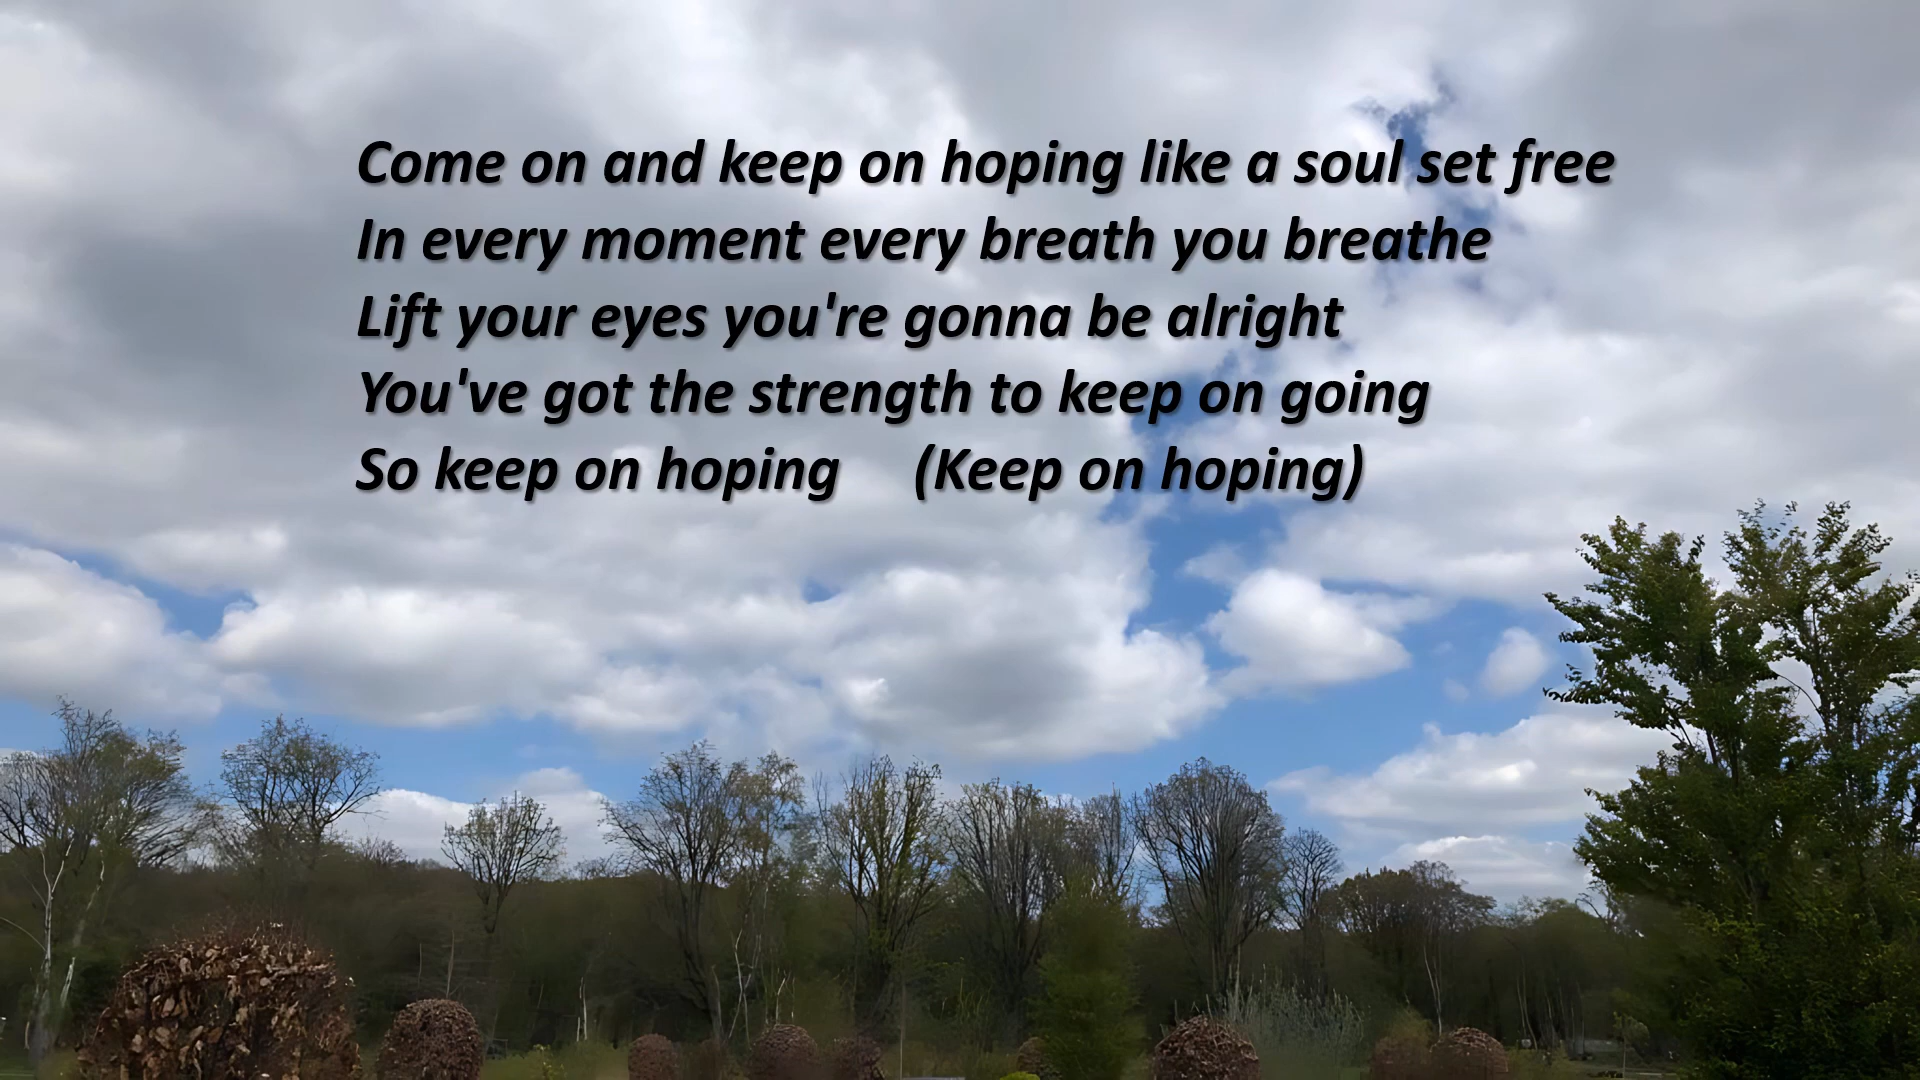 Come on and keep on hoping like a soul set free
In every moment every breath you breathe
Lift your eyes you're gonna be alright
You've got the strength to keep on going
So keep on hoping (Keep on hoping)